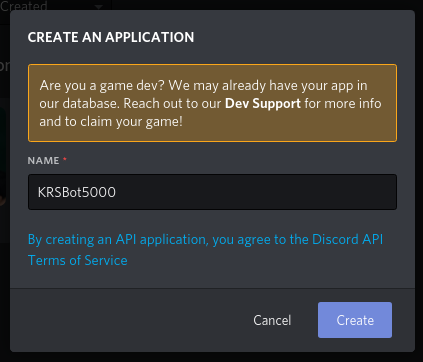 Created
CREATE AN APPLICATION
Are you a game dev? We may already have your app in
our database. Reach out to our Dev Support for more info
and to claim your game!
NAME *
KRSBot5000
By creating an API application, you agree to the Discord API
Terms of Service
Cancel
Create